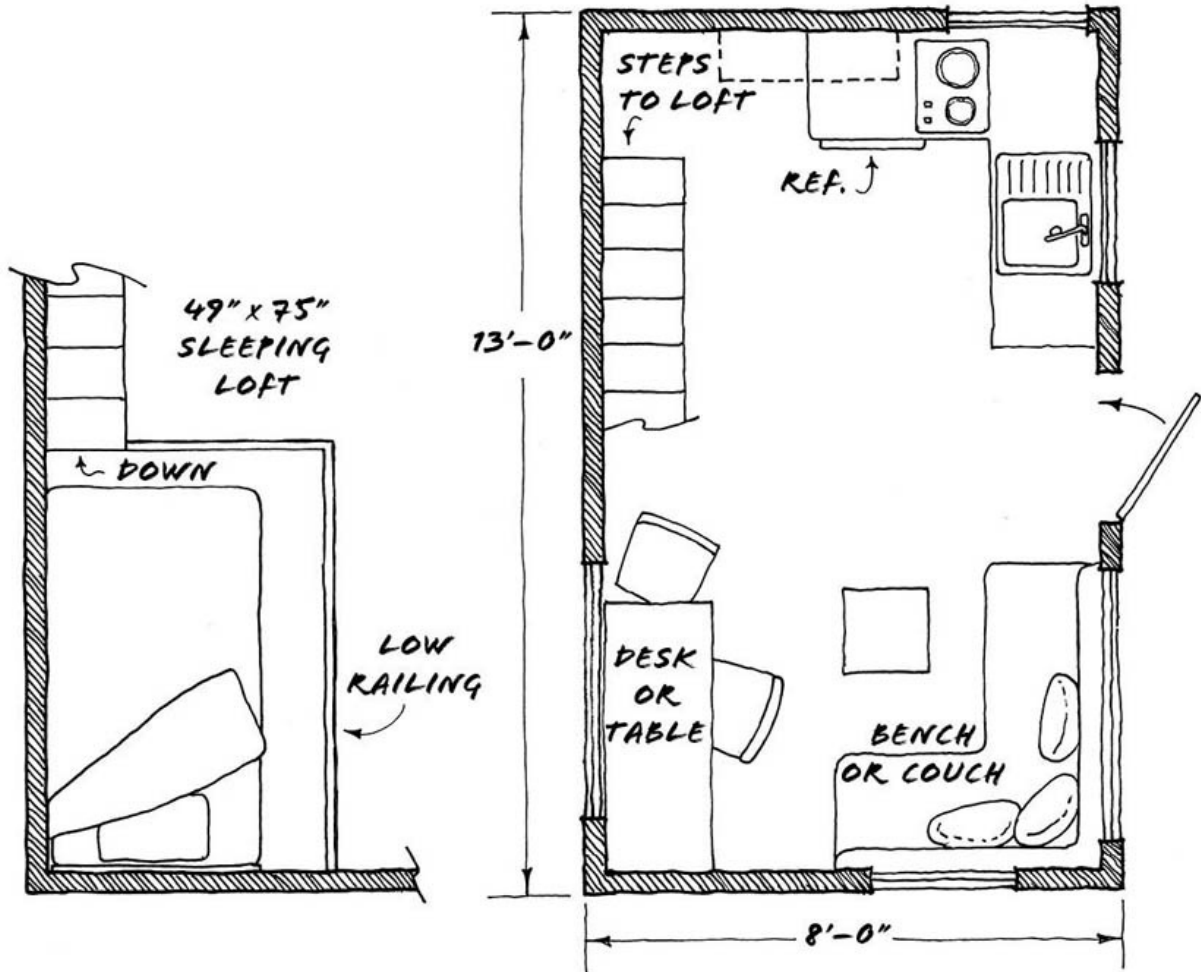 STEPS
TO LOFT
REF.
49" x 75"
SLEEPING
LOFT
13'-0"
DOWN
LOW
RAILING
DESK
OR
TABLE
BENCH
OR COUCH
8'-0"